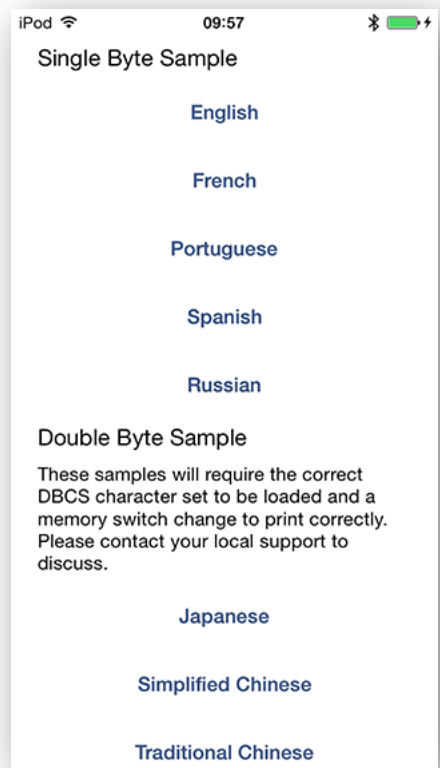 iPod 09:57
Single Byte Sample
English
French
Portuguese
Spanish
Russian
Double Byte Sample
These samples will require the correct
DBCS character set to be loaded and a
memory switch change to print correctly.
Please contact your local support to
discuss.
Japanese
Simplified Chinese
Traditional Chinese